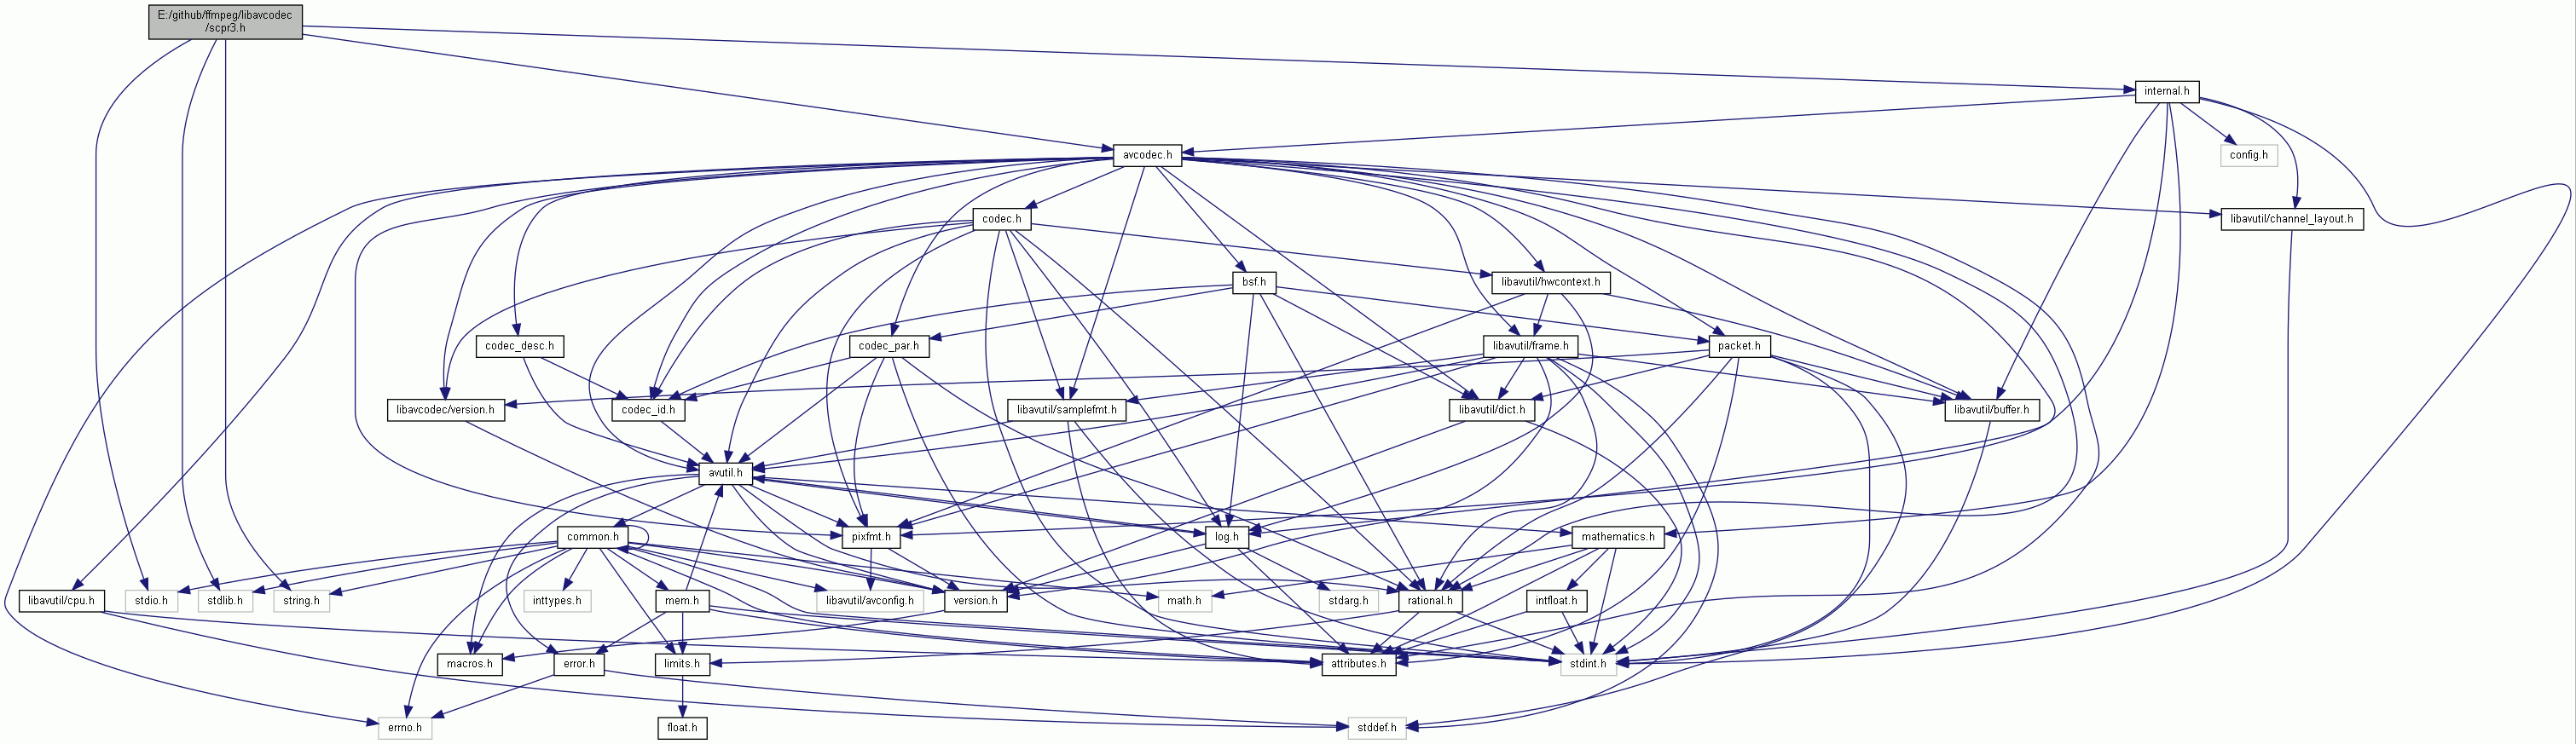 E:/github/ffmpeg/libavcodec
/scpr3.h
internal.h
avcodec.h
config.h
codec.h
libavutil/channel_layout.h
bsf.h
libavutil/hwcontext.h
codec_desc.h
codec_par.h
libavutil/frame.h
packet.h
libavcodec/version.h
codec_id.h
libavutil/samplefmt.h
libavutil/dict.h
libavutil/buffer.h
avutil.h
common.h
pixfmt.h
log.h
mathematics.h
libavutil/cpu.h
stdio.h
stdlib.h
string.h
inttypes.h
mem.h
libavutil/avconfig.h
version.h
math.h
stdarg.h
rational.h
intfloat.h
macros.h
error.h
limits.h
attributes.h
stdint.h
errno.h
float.h
stddef.h